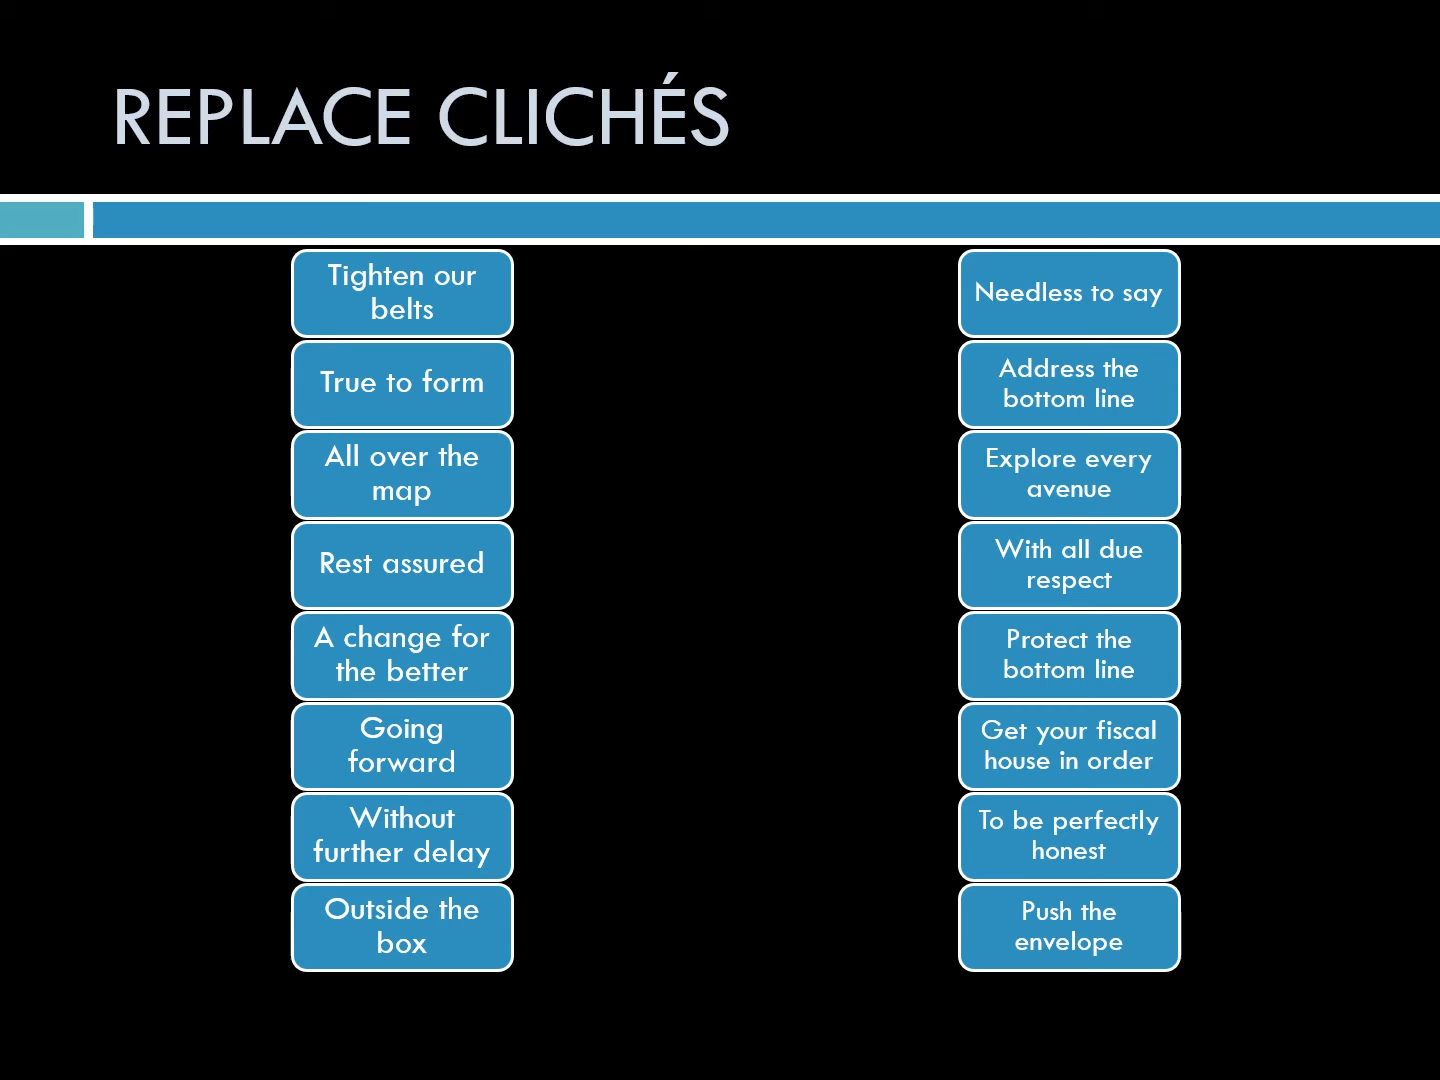 REPLACE CLICHÉS
Tighten our
belts
True to form
All over the
map
Rest assured
A change for
the better
Going
forward
Without
further delay
Outside the
box
Needless to say
Address the
bottom line
Explore every
avenue
With all due
respect
Protect the
bottom line
Get your fiscal
house in order
To be perfectly
honest
Push the
envelope